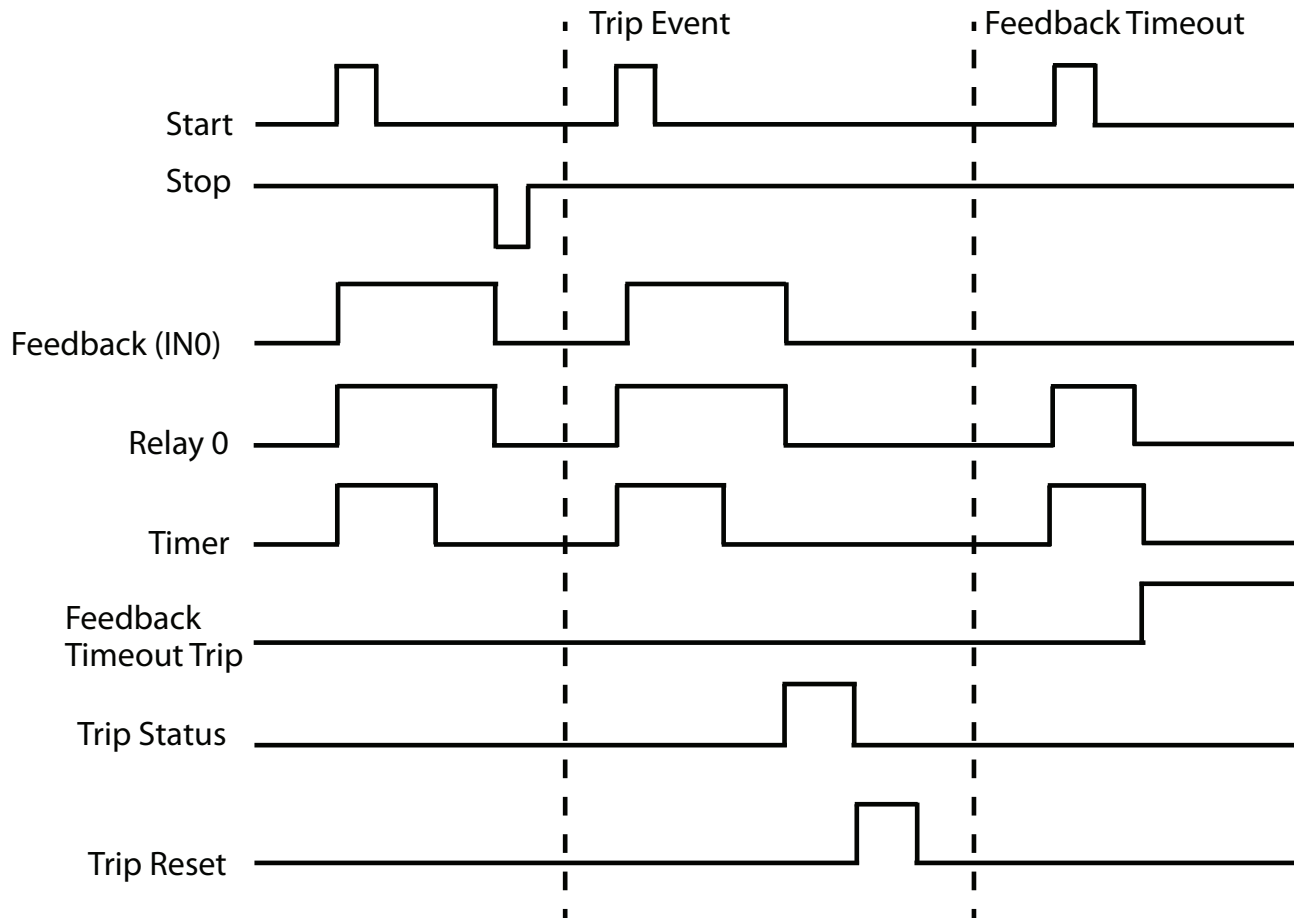 Trip Event
Feedback Timeout
Start
Stop
Feedback (IN0)
Relay 0
Timer
Feedback
Timeout Trip
Trip Status
Trip Reset